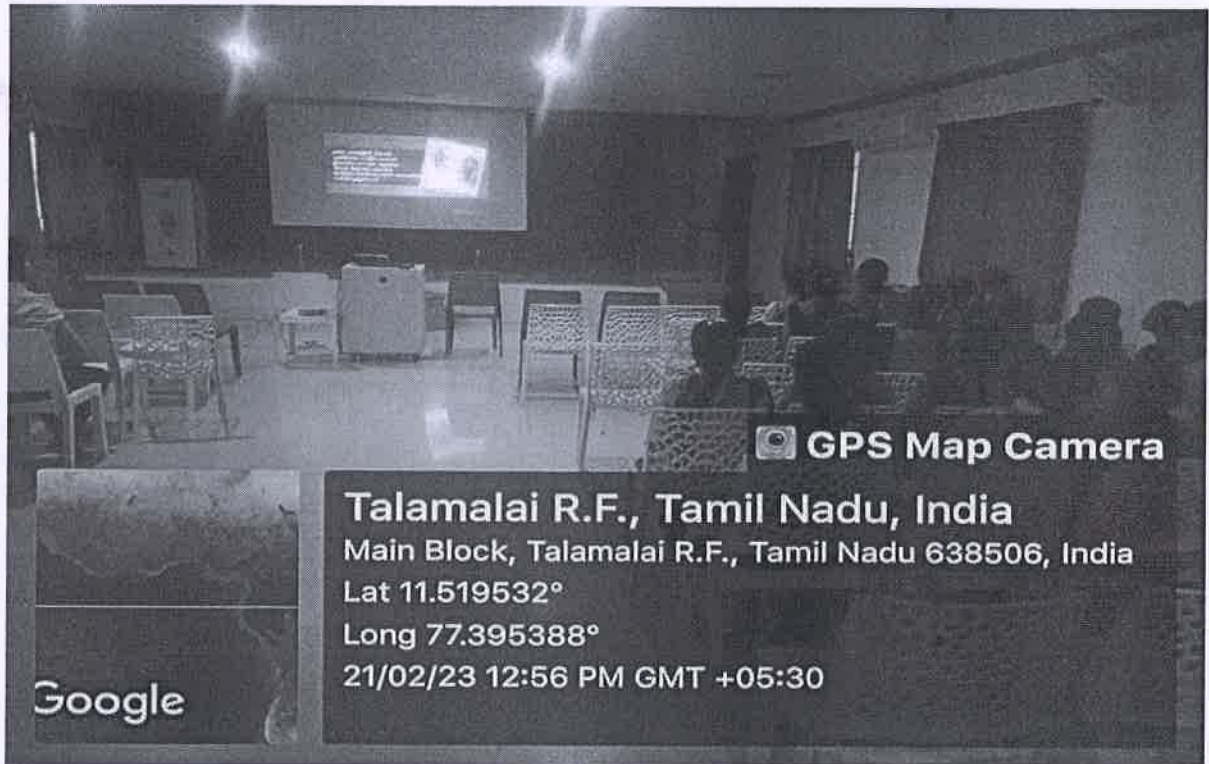 GPS Map Camera
Talamalai R.F., Tamil Nadu, India
Main Block, Talamalai R.F., Tamil Nadu 638506, India
Lat 11.519532°
Long 77.395388°
21/02/23 12:56 PM GMT +05:30
Google